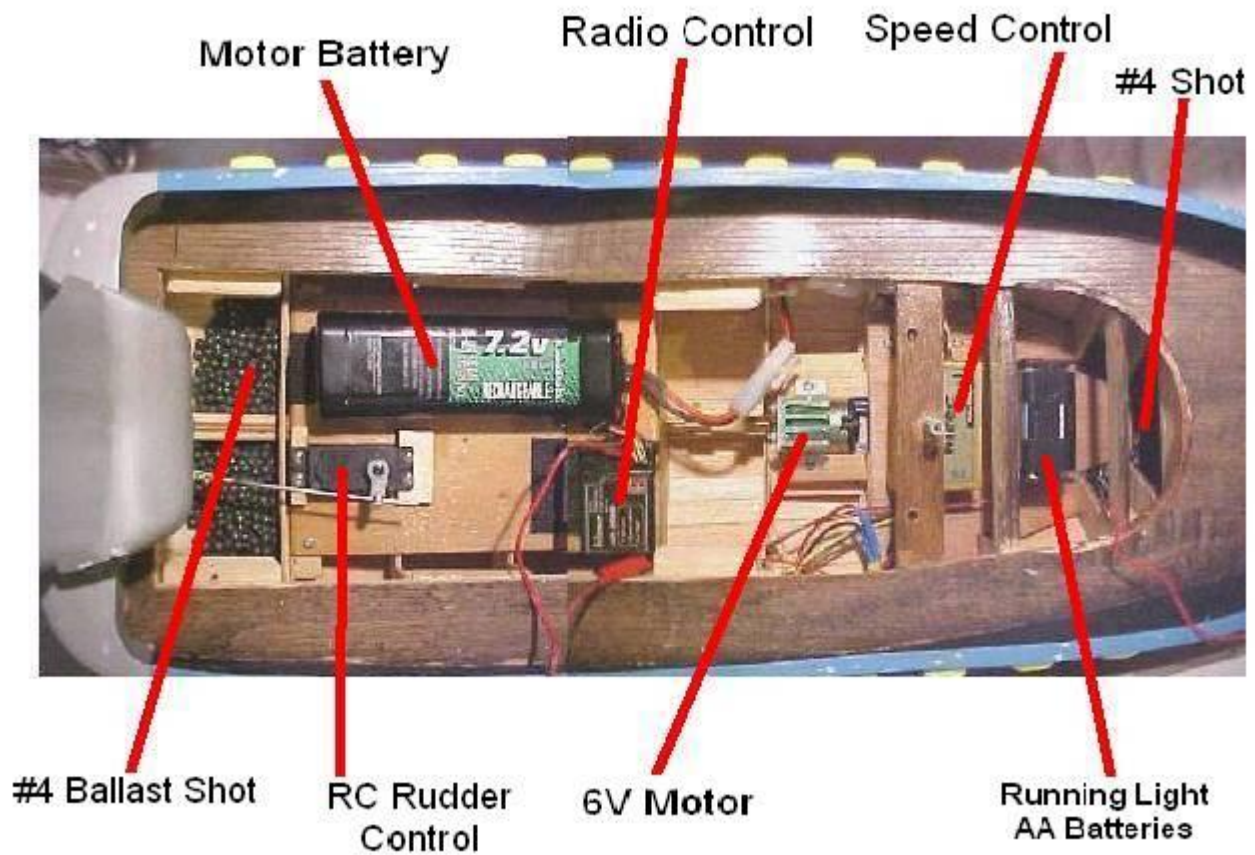 Motor Battery
Radio Control
Speed Control
#4 Shot
7.2v
RECHARGEABLE
#4 Ballast Shot
RC Rudder
Control
6V Motor
Running Light
AA Batteries